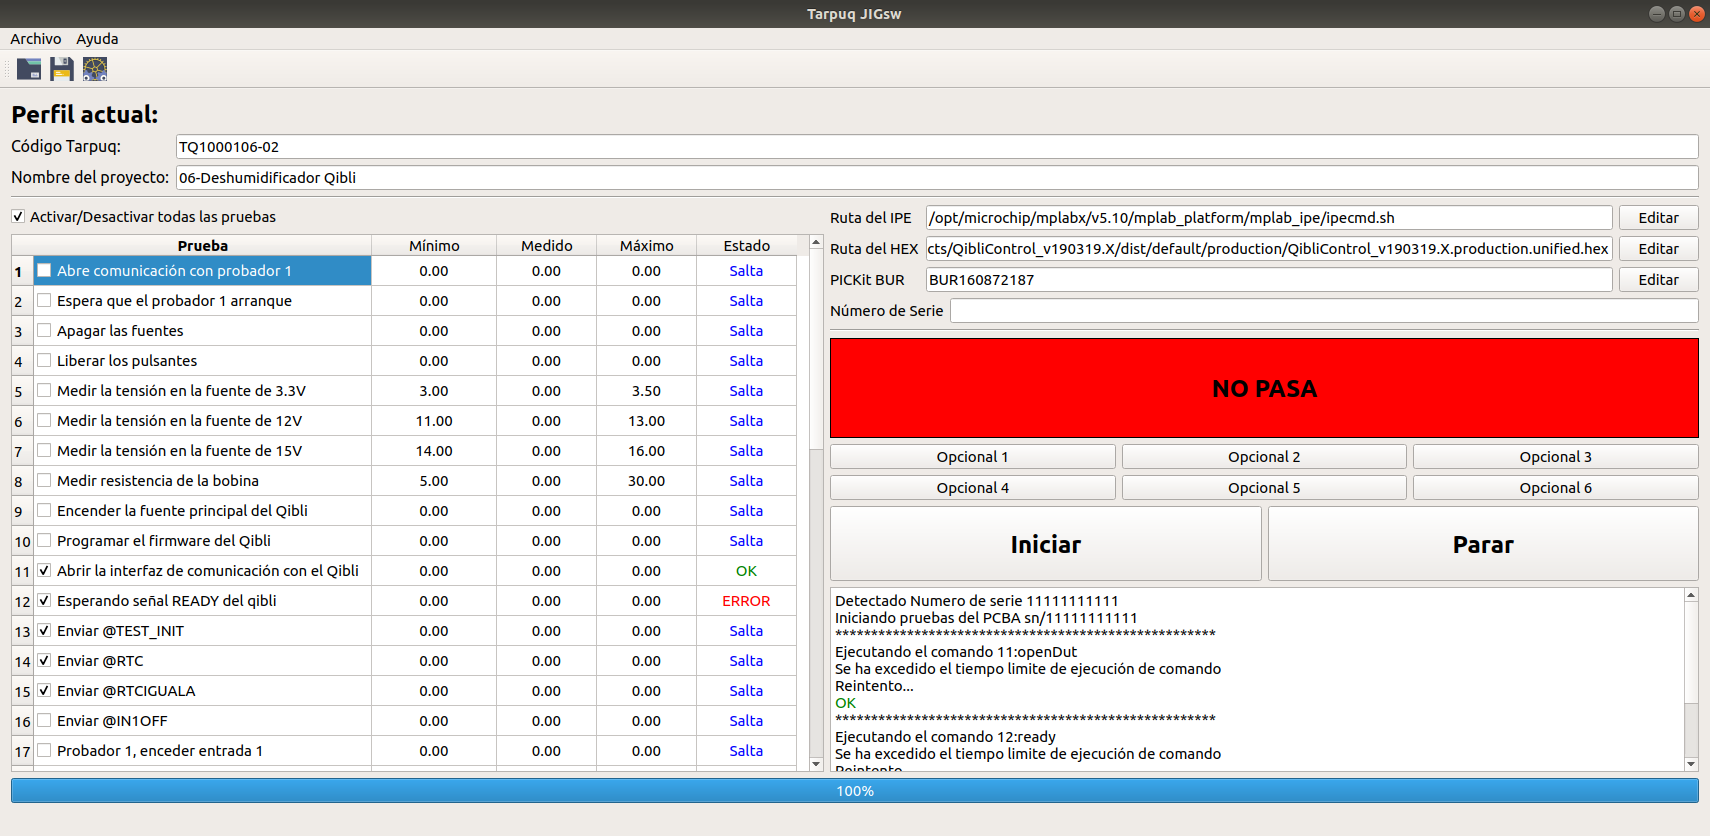 Tarpuq JIGsw
Archivo Ayuda
Perfil actual:
Código Tarpuq: TQ1000106-02
Nombre del proyecto: 06-Deshumidificador Qibli
Activar/Desactivar todas las pruebas
Prueba Mínimo Medido Máximo Estado
1 Abre comunicación con probador 1 0.00 0.00 0.00 Salta
2 Espera que el probador 1 arranque 0.00 0.00 0.00 Salta
3 Apagar las fuentes 0.00 0.00 0.00 Salta
4 Liberar los pulsantes 0.00 0.00 0.00 Salta
5 Medir la tensión en la fuente de 3.3V 3.00 0.00 3.50 Salta
6 Medir la tensión en la fuente de 12V 11.00 0.00 13.00 Salta
7 Medir la tensión en la fuente de 15V 14.00 0.00 16.00 Salta
8 Medir resistencia de la bobina 5.00 0.00 30.00 Salta
9 Encender la fuente principal del Qibli 0.00 0.00 0.00 Salta
10 Programar el firmware del Qibli 0.00 0.00 0.00 Salta
11 Abrir la interfaz de comunicación con el Qibli 0.00 0.00 0.00 OK
12 Esperando señal READY del qibli 0.00 0.00 0.00 ERROR
13 Enviar @TEST_INIT 0.00 0.00 0.00 Salta
14 Enviar @RTC 0.00 0.00 0.00 Salta
15 Enviar @RTCIGUALA 0.00 0.00 0.00 Salta
16 Enviar @IN1OFF 0.00 0.00 0.00 Salta
17 Probador 1, enceder entrada 1 0.00 0.00 0.00 Salta
Ruta del IPE /opt/microchip/mplabx/v5.10/mplab_platform/mplab_ipe/ipecmd.sh Editar
Ruta del HEX cts/QibliControl_v190319.X/dist/default/production/QibliControl_v190319.X.production.unified.hex Editar
PICKit BUR BUR160872187 Editar
Número de Serie
NO PASA
Opcional 1 Opcional 2 Opcional 3
Opcional 4 Opcional 5 Opcional 6
Iniciar Parar
Detectado Numero de serie 11111111111
Iniciando pruebas del PCBA sn/11111111111
******************************************************
Ejecutando el comando 11:openDut
Se ha excedido el tiempo limite de ejecución de comando
Reintento...
OK
******************************************************
Ejecutando el comando 12:ready
Se ha excedido el tiempo limite de ejecución de comando
Reintento...
100%